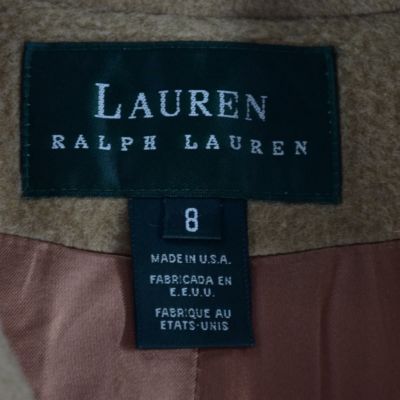 LAUREN
RALPH LAUREN
8
MADE IN U.S.A.
FABRICADA EN
E.E.U.U.
FABRIQUE AU
ETATS-UNIS